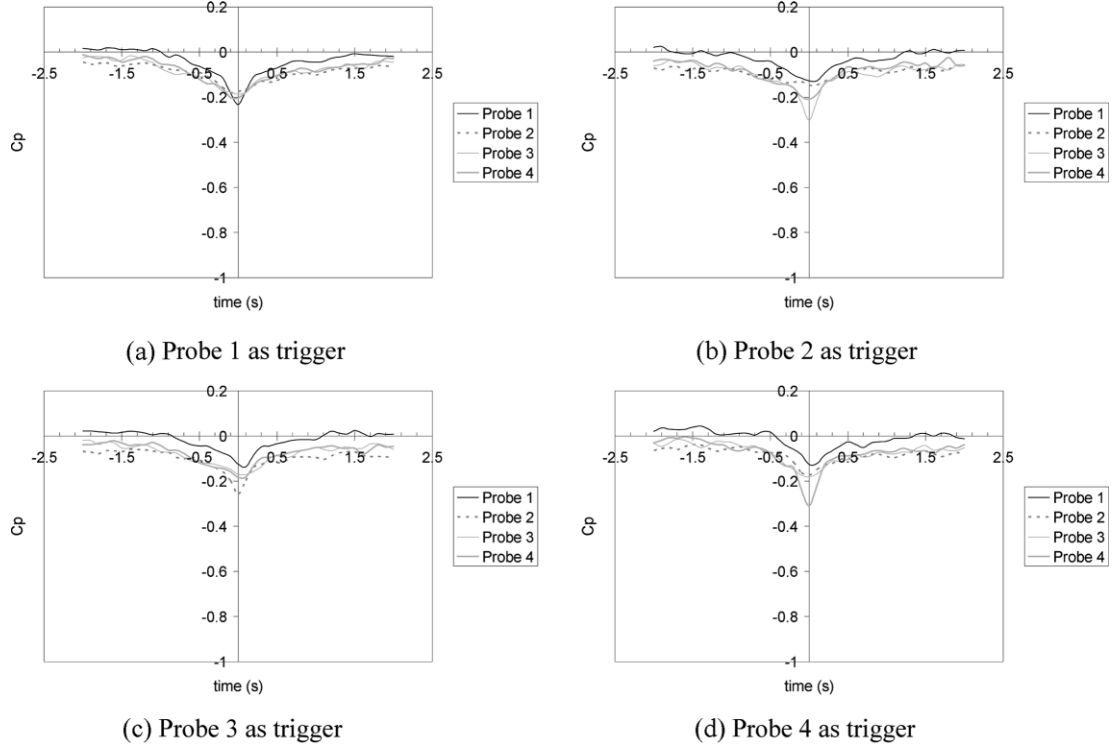 0.2
0
-0.2
-0.4
-0.6
-0.8
-1
-2.5 -1.5 -0.5 0.5 1.5 2.5
Cp
time (s)
Probe 1
Probe 2
Probe 3
Probe 4
(a) Probe 1 as trigger
0.2
0
-0.2
-0.4
-0.6
-0.8
-1
-2.5 -1.5 -0.5 0.5 1.5 2.5
Cp
time (s)
Probe 1
Probe 2
Probe 3
Probe 4
(b) Probe 2 as trigger
0.2
0
-0.2
-0.4
-0.6
-0.8
-1
-2.5 -1.5 -0.5 0.5 1.5 2.5
Cp
time (s)
Probe 1
Probe 2
Probe 3
Probe 4
(c) Probe 3 as trigger
0.2
0
-0.2
-0.4
-0.6
-0.8
-1
-2.5 -1.5 -0.5 0.5 1.5 2.5
Cp
time (s)
Probe 1
Probe 2
Probe 3
Probe 4
(d) Probe 4 as trigger